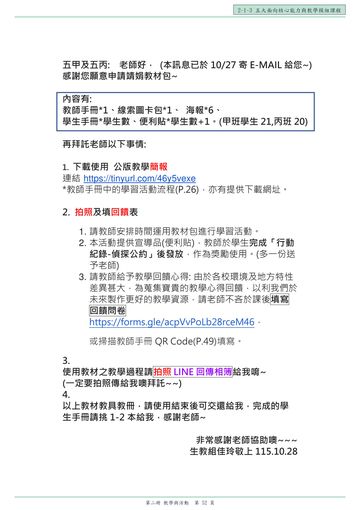 2-1-3 五大面向核心能力與教學模組課程
五甲及五丙: 老師好，(本訊息已於 10/27 寄 E-MAIL 給您~)
感謝您願意申請請娟教材包~
內容有:
教師手冊*1、線索圖卡包*1、 海報*6、
學生手冊*學生數、便利貼*學生數+1。(甲班學生 21,丙班 20)
再拜託老師以下事情:
1. 下載使用 公版教學簡報
連結 https://tinyurl.com/46y5vexe
*教師手冊中的學習活動流程(P.26)，亦有提供下載網址。
2. 拍照及填回饋表
1. 請教師安排時間運用教材包進行學習活動。
2. 本活動提供宣導品(便利貼)，教師於學生完成「行動
紀錄-偵探公約」後發放，作為獎勵使用。(多一份送
予老師)
3. 請教師給予教學回饋心得: 由於各校環境及地方特性
差異甚大，為蒐集寶貴的教學心得回饋，以利我們於
未來製作更好的教學資源，請老師不吝於課後填寫
回饋問卷
https://forms.gle/acpVvPoLb28rceM46，
或掃描教師手冊 QR Code(P.49)填寫。
3.
使用教材之教學過程請拍照 LINE 回傳相簿給我唷~
(一定要拍照傳給我噢拜託~~)
4.
以上教材教具教冊，請使用結束後可交還給我，完成的學
生手冊請挑 1-2 本給我，感謝老師~
非常感謝老師協助噢~~~
生教組佳玲敬上 115.10.28
第二冊 教學與活動 第 52 頁